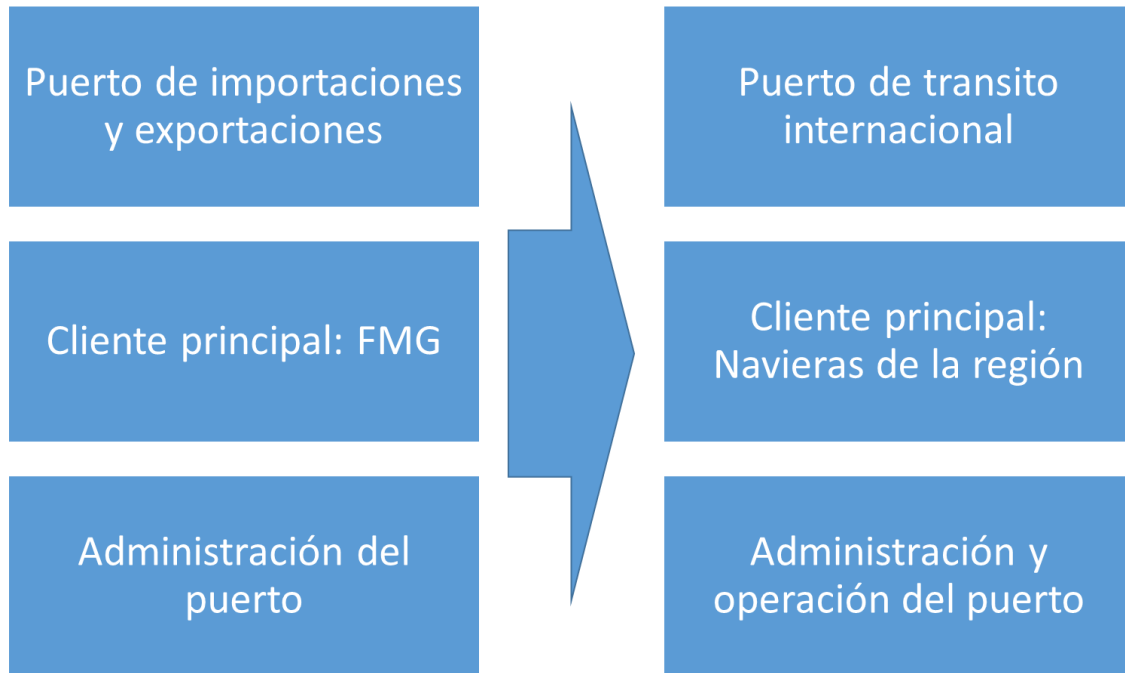 Puerto de importaciones
y exportaciones
Puerto de transito
internacional
Cliente principal: FMG
Cliente principal:
Navieras de la región
Administración del
puerto
Administración y
operación del puerto